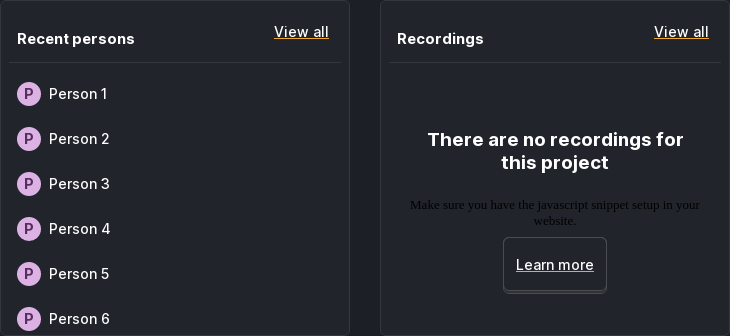 Recent persons
View all
P Person 1
P Person 2
P Person 3
P Person 4
P Person 5
P Person 6
Recordings
View all
There are no recordings for
this project
Make sure you have the javascript snippet setup in your
website.
Learn more